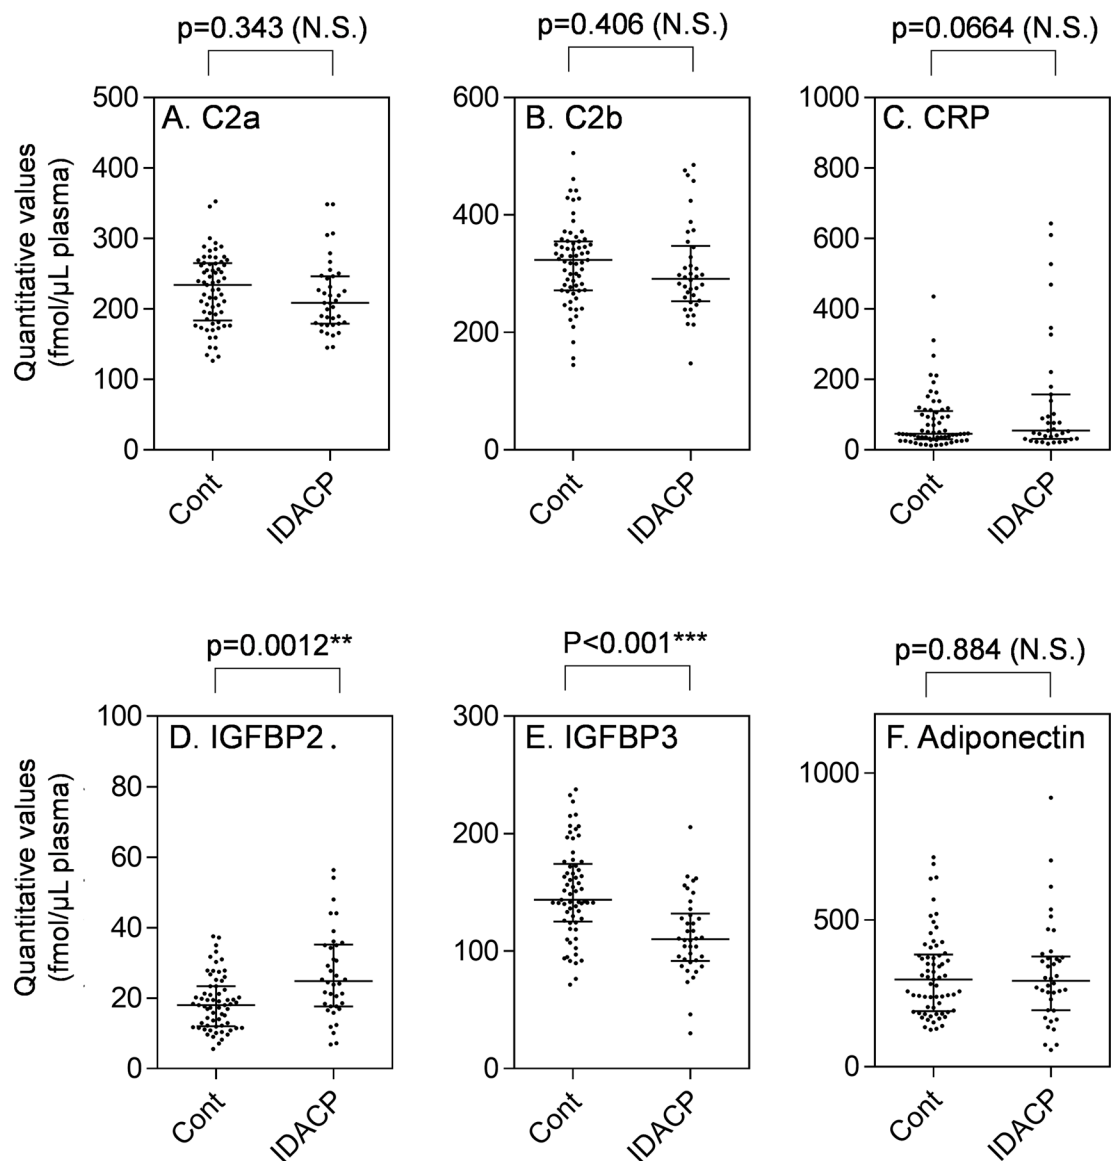 p=0.343 (N.S.)
p=0.406 (N.S.)
p=0.0664 (N.S.)
Quantitative values
(fmol/µL plasma)
A. C2a
500
400
300
200
100
0
Cont
IDACP
B. C2b
600
400
200
0
Cont
IDACP
C. CRP
1000
800
600
400
200
0
Cont
IDACP
p=0.0012**
P<0.001***
p=0.884 (N.S.)
Quantitative values
(fmol/µL plasma)
D. IGFBP2.
100
80
60
40
20
0
Cont
IDACP
E. IGFBP3
300
200
100
0
Cont
IDACP
F. Adiponectin
1000
500
0
Cont
IDACP